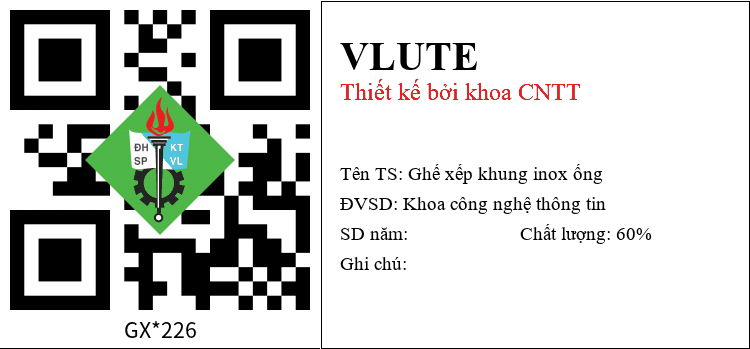 ĐH KT
SP VL
GX*226
VLUTE
Thiết kế bởi khoa CNTT
Tên TS: Ghế xếp khung inox ống
ĐVSD: Khoa công nghệ thông tin
SD năm: Chất lượng: 60%
Ghi chú: